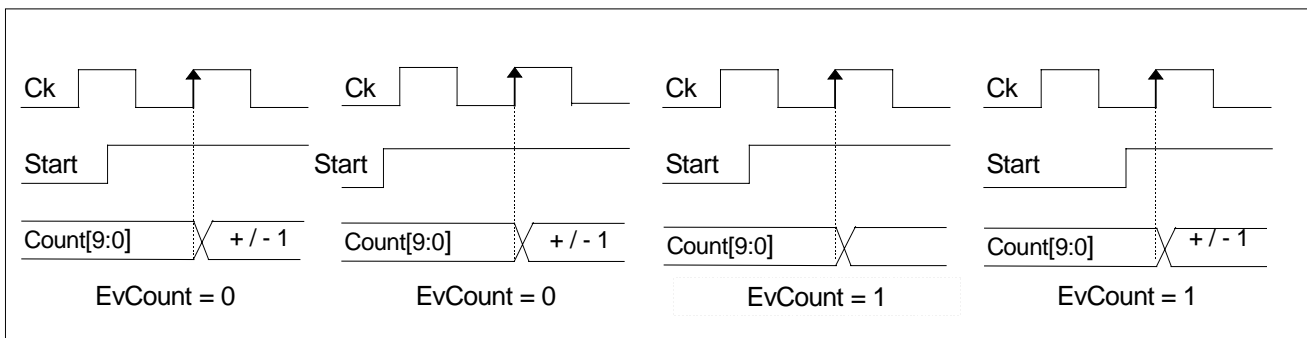 Ck Ck Ck Ck
Start Start Start Start
Count[9:0] + / - 1 Count[9:0] + / - 1 Count[9:0] Count[9:0] + / - 1
EvCount = 0 EvCount = 0 EvCount = 1 EvCount = 1